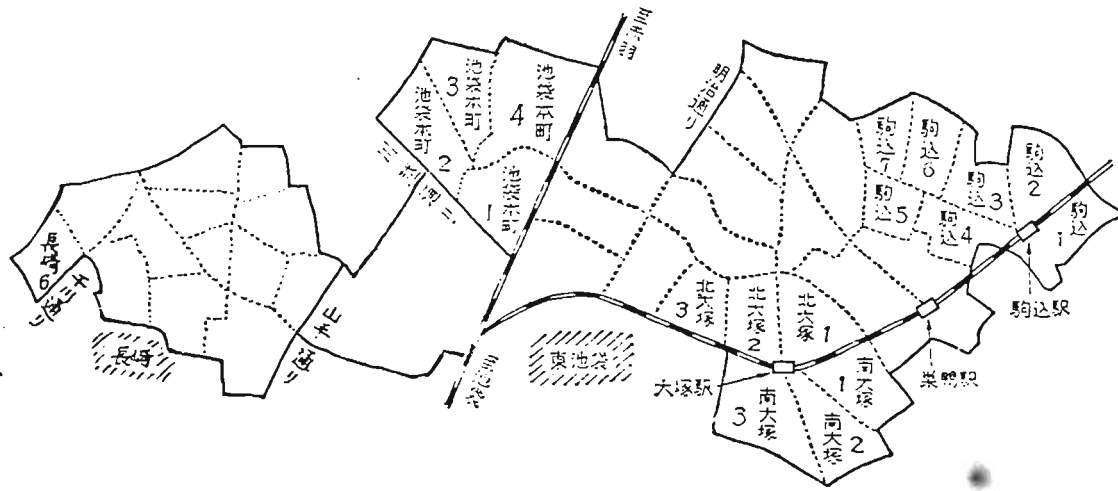 長崎6
千川通り
長崎
山手通り
池袋本町2
池袋本町3
池袋本町4
池袋本町1
明治通り
東池袋
北大塚3
北大塚2
北大塚1
大塚駅
南大塚3
南大塚2
南大塚1
巣鴨駅
駒込駅
駒込7
駒込6
駒込5
駒込4
駒込3
駒込2
駒込1